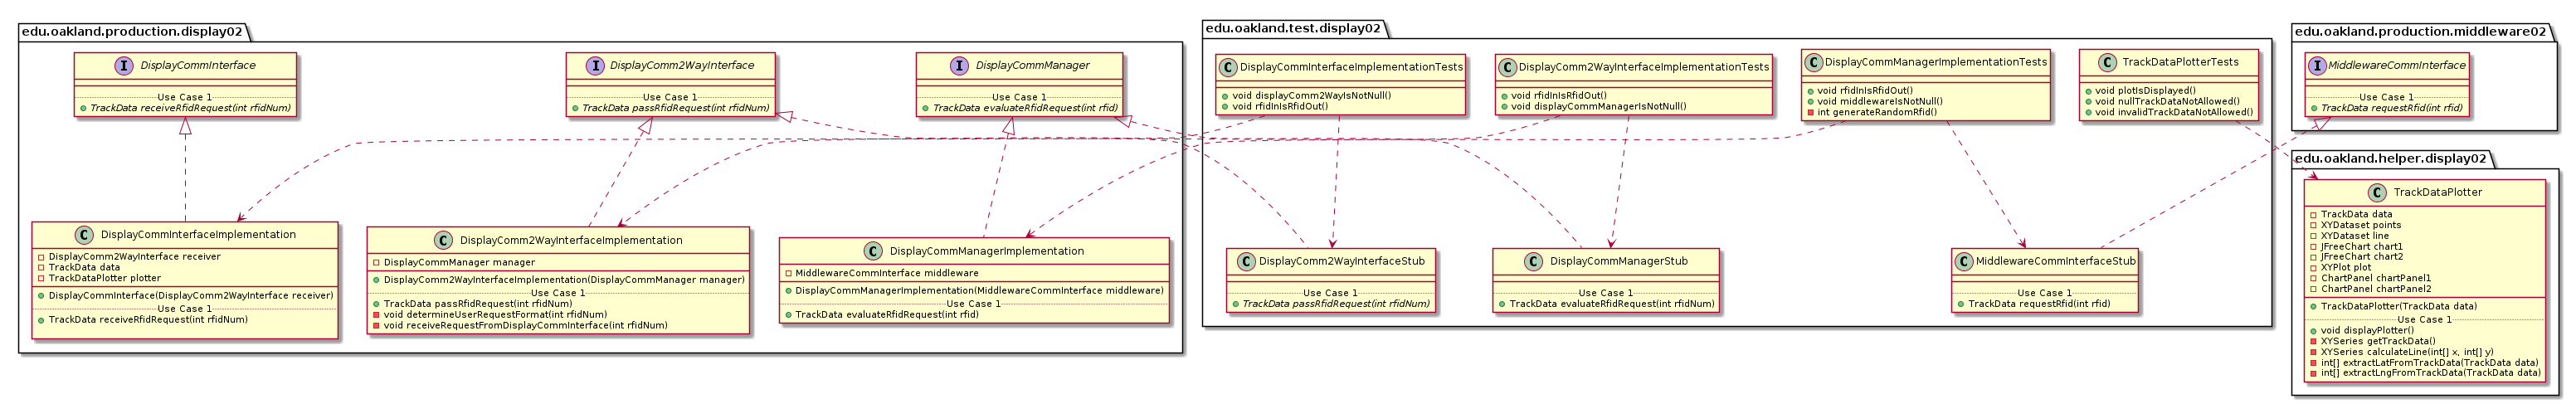 edu.oakland.production.display02
I DisplayCommInterface
Use Case 1
TrackData receiveRfidRequest(int rfidNum)
I DisplayComm2WayInterface
Use Case 1
TrackData passRfidRequest(int rfidNum)
I DisplayCommManager
Use Case 1
TrackData evaluateRfidRequest(int rfid)
C DisplayCommInterfaceImplementation
DisplayComm2WayInterface receiver
TrackData data
TrackDataPlotter plotter
DisplayCommInterface(DisplayComm2WayInterface receiver)
Use Case 1
TrackData receiveRfidRequest(int rfidNum)
C DisplayComm2WayInterfaceImplementation
DisplayCommManager manager
DisplayComm2WayInterfaceImplementation(DisplayCommManager manager)
Use Case 1
TrackData passRfidRequest(int rfidNum)
void determineUserRequestFormat(int rfidNum)
void receiveRequestFromDisplayCommInterface(int rfidNum)
C DisplayCommManagerImplementation
MiddlewareCommInterface middleware
DisplayCommManagerImplementation(MiddlewareCommInterface middleware)
Use Case 1
TrackData evaluateRfidRequest(int rfid)
edu.oakland.test.display02
C DisplayCommInterfaceImplementationTests
void displayComm2WayIsNotNull()
void rfidInIsRfidOut()
C DisplayComm2WayInterfaceImplementationTests
void rfidInIsRfidOut()
void displayCommManagerIsNotNull()
C DisplayCommManagerImplementationTests
void rfidInIsRfidOut()
void middlewareIsNotNull()
int generateRandomRfid()
C TrackDataPlotterTests
void plotIsDisplayed()
void nullTrackDataNotAllowed()
void invalidTrackDataNotAllowed()
C DisplayComm2WayInterfaceStub
Use Case 1
TrackData passRfidRequest(int rfidNum)
C DisplayCommManagerStub
Use Case 1
TrackData evaluateRfidRequest(int rfidNum)
C MiddlewareCommInterfaceStub
Use Case 1
TrackData requestRfid(int rfid)
edu.oakland.production.middleware02
I MiddlewareCommInterface
Use Case 1
TrackData requestRfid(int rfid)
edu.oakland.helper.display02
C TrackDataPlotter
TrackData data
XYDataset points
XYDataset line
JFreeChart chart1
JFreeChart chart2
XYPlot plot
ChartPanel chartPanel1
ChartPanel chartPanel2
TrackDataPlotter(TrackData data)
Use Case 1
void displayPlotter()
XYSeries getTrackData()
XYSeries calculateLine(int[] x, int[] y)
int[] extractLatFromTrackData(TrackData data)
int[] extractLngFromTrackData(TrackData data)